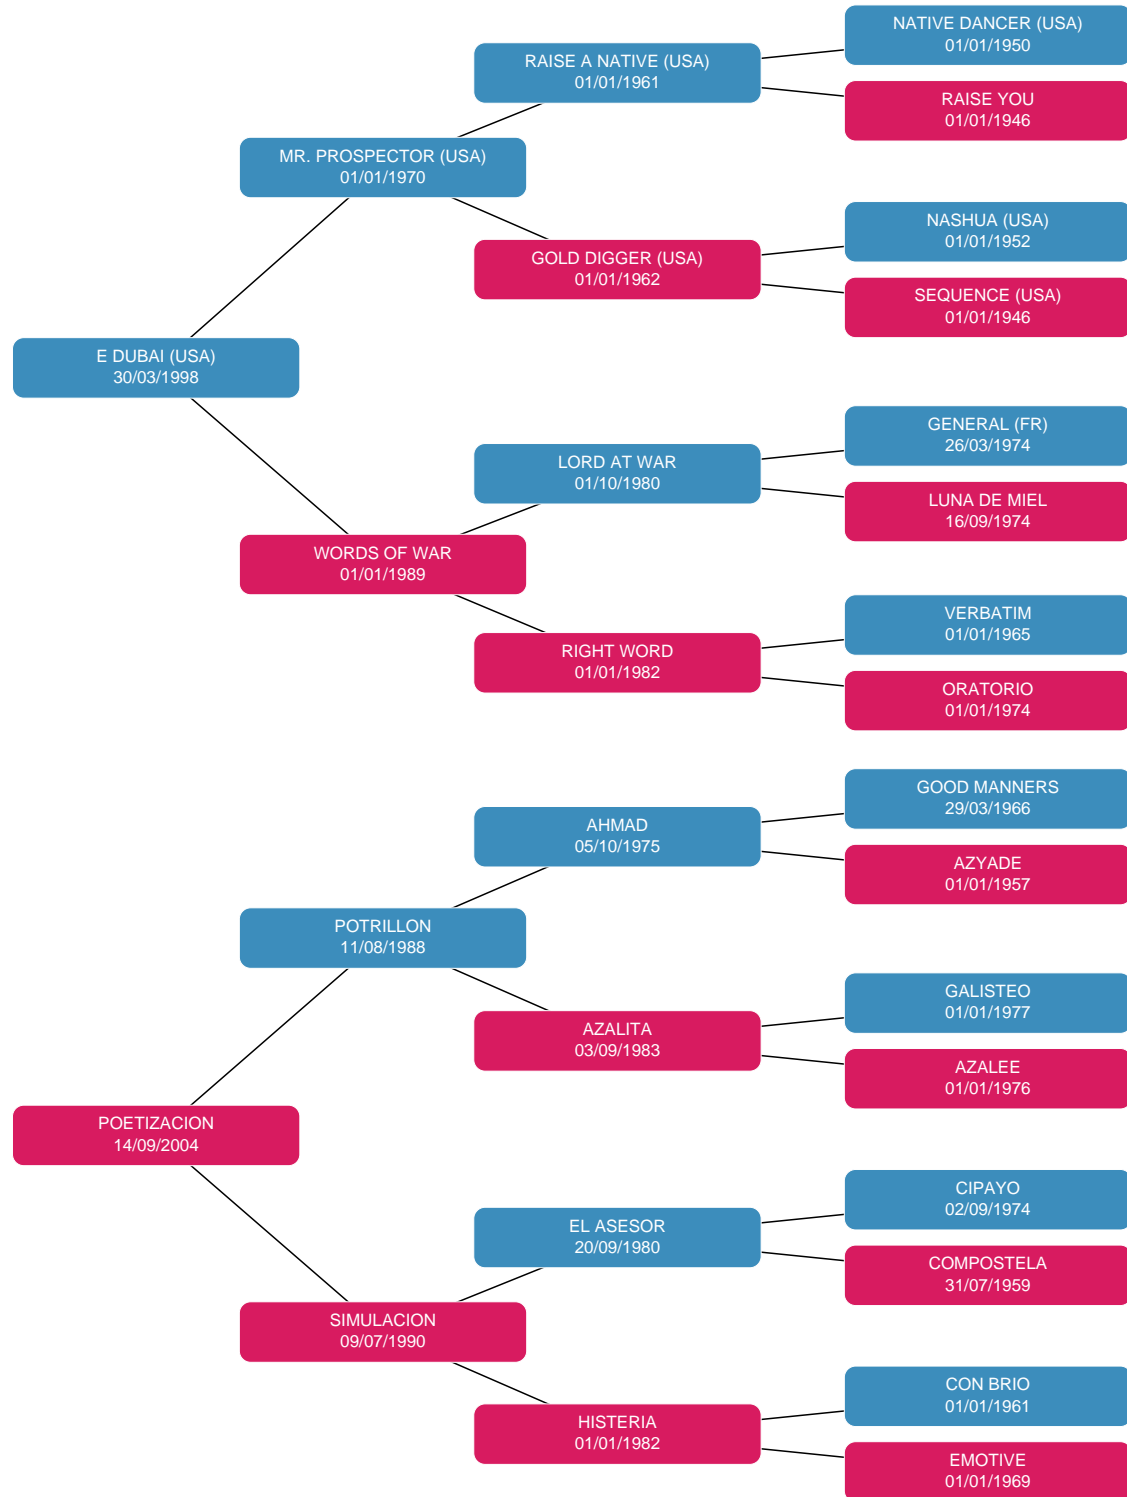 NATIVE DANCER (USA)
01/01/1950
RAISE A NATIVE (USA)
01/01/1961
RAISE YOU
01/01/1946
MR. PROSPECTOR (USA)
01/01/1970
NASHUA (USA)
01/01/1952
GOLD DIGGER (USA)
01/01/1962
SEQUENCE (USA)
01/01/1946
E DUBAI (USA)
30/03/1998
GENERAL (FR)
26/03/1974
LORD AT WAR
01/10/1980
LUNA DE MIEL
16/09/1974
WORDS OF WAR
01/01/1989
VERBATIM
01/01/1965
RIGHT WORD
01/01/1982
ORATORIO
01/01/1974
GOOD MANNERS
29/03/1966
AHMAD
05/10/1975
AZYADE
01/01/1957
POTRILLON
11/08/1988
GALISTEO
01/01/1977
AZALITA
03/09/1983
AZALEE
01/01/1976
POETIZACION
14/09/2004
CIPAYO
02/09/1974
EL ASESOR
20/09/1980
COMPOSTELA
31/07/1959
SIMULACION
09/07/1990
CON BRIO
01/01/1961
HISTERIA
01/01/1982
EMOTIVE
01/01/1969